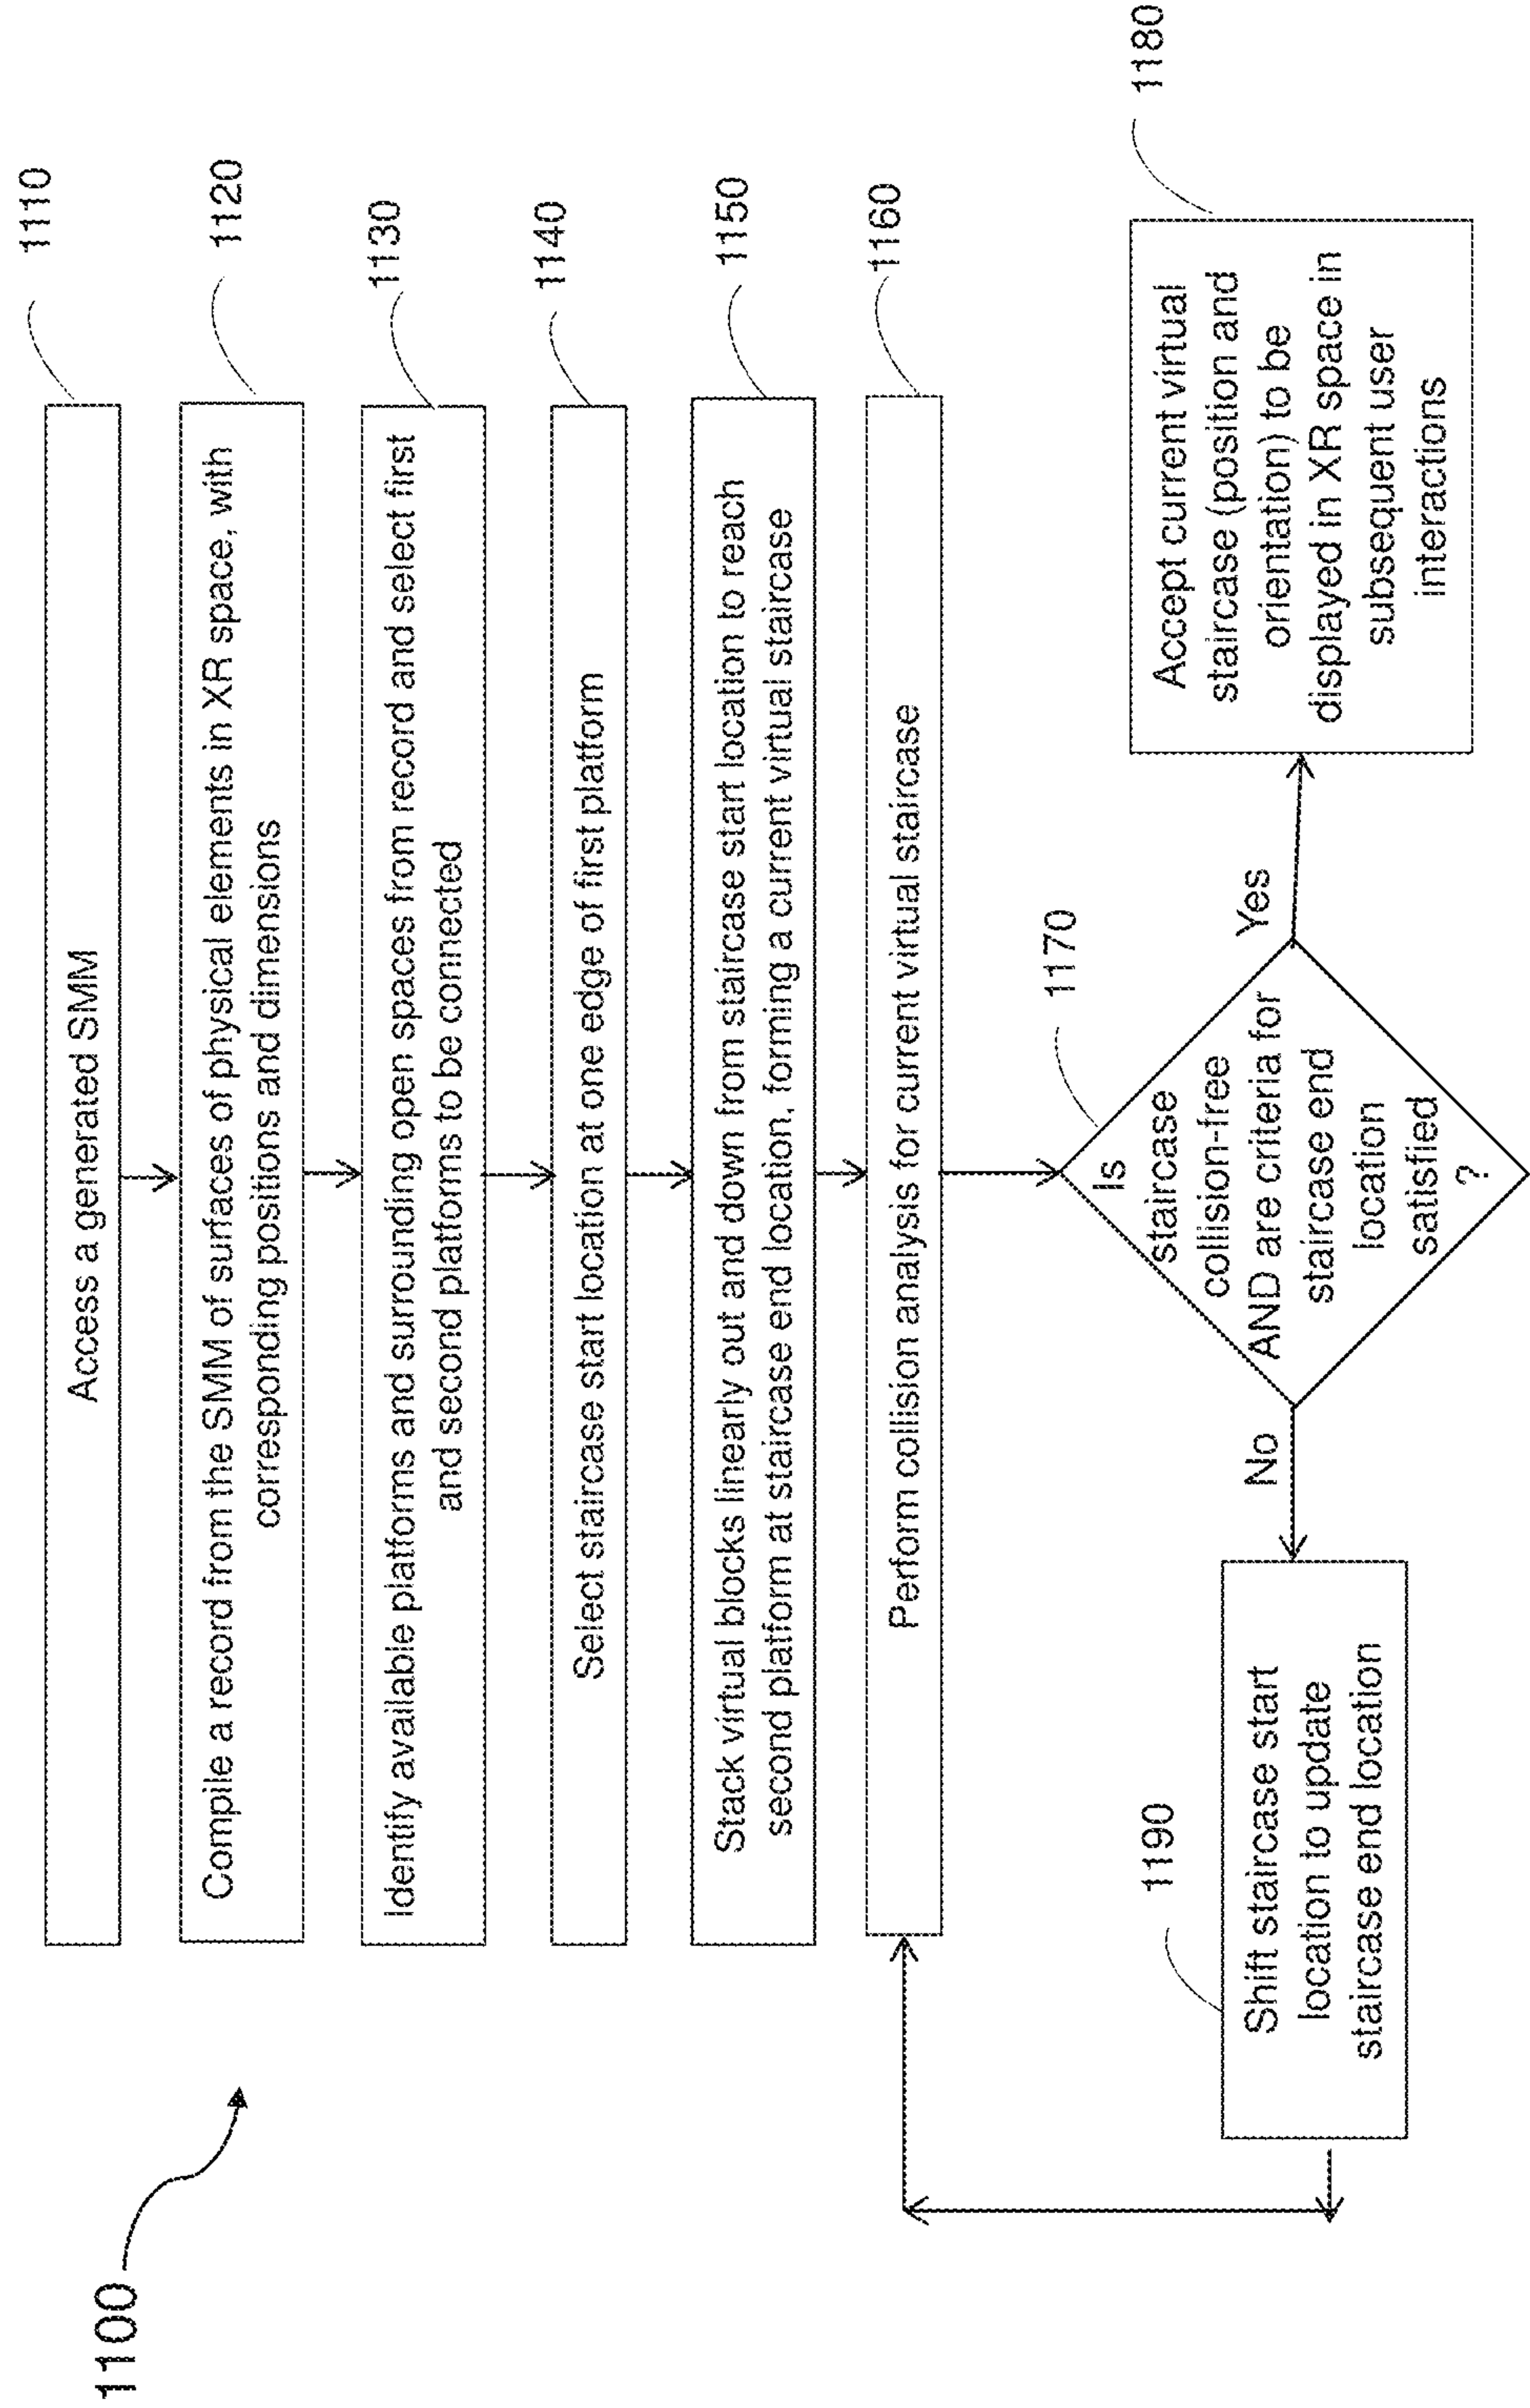 1100
Access a generated SMM
1110
Compile a record from the SMM of surfaces of physical elements in XR space, with
corresponding positions and dimensions
1120
Identify available platforms and surrounding open spaces from record and select first
and second platforms to be connected
1130
Select staircase start location at one edge of first platform
1140
Stack virtual blocks linearly out and down from staircase start location to reach
second platform at staircase end location, forming a current virtual staircase
1150
Perform collision analysis for current virtual staircase
1160
Is
staircase
collision-free
AND are criteria for
staircase end
location
satisfied
?
1170
No
Yes
Shift staircase start
location to update
staircase end location
1190
Accept current virtual
staircase (position and
orientation) to be
displayed in XR space in
subsequent user
interactions
1180